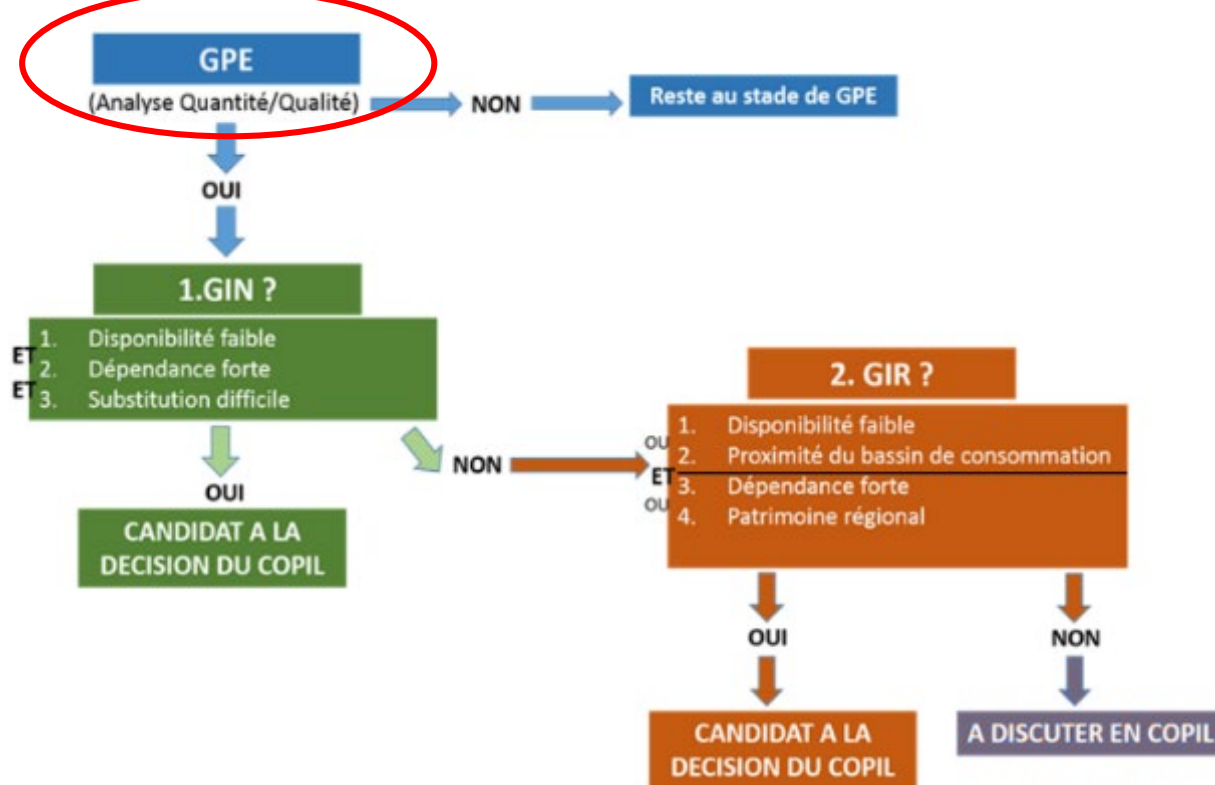 GPE
(Analyse Quantité/Qualité)
NON
Reste au stade de GPE
OUI
1.GIN ?
1. Disponibilité faible
ET
2. Dépendance forte
ET
3. Substitution difficile
OUI
NON
CANDIDAT A LA
DECISION DU COPIL
2. GIR ?
1. Disponibilité faible
OU
2. Proximité du bassin de consommation
ET
3. Dépendance forte
OU
4. Patrimoine régional
OUI
NON
CANDIDAT A LA
DECISION DU COPIL
A DISCUTER EN COPIL